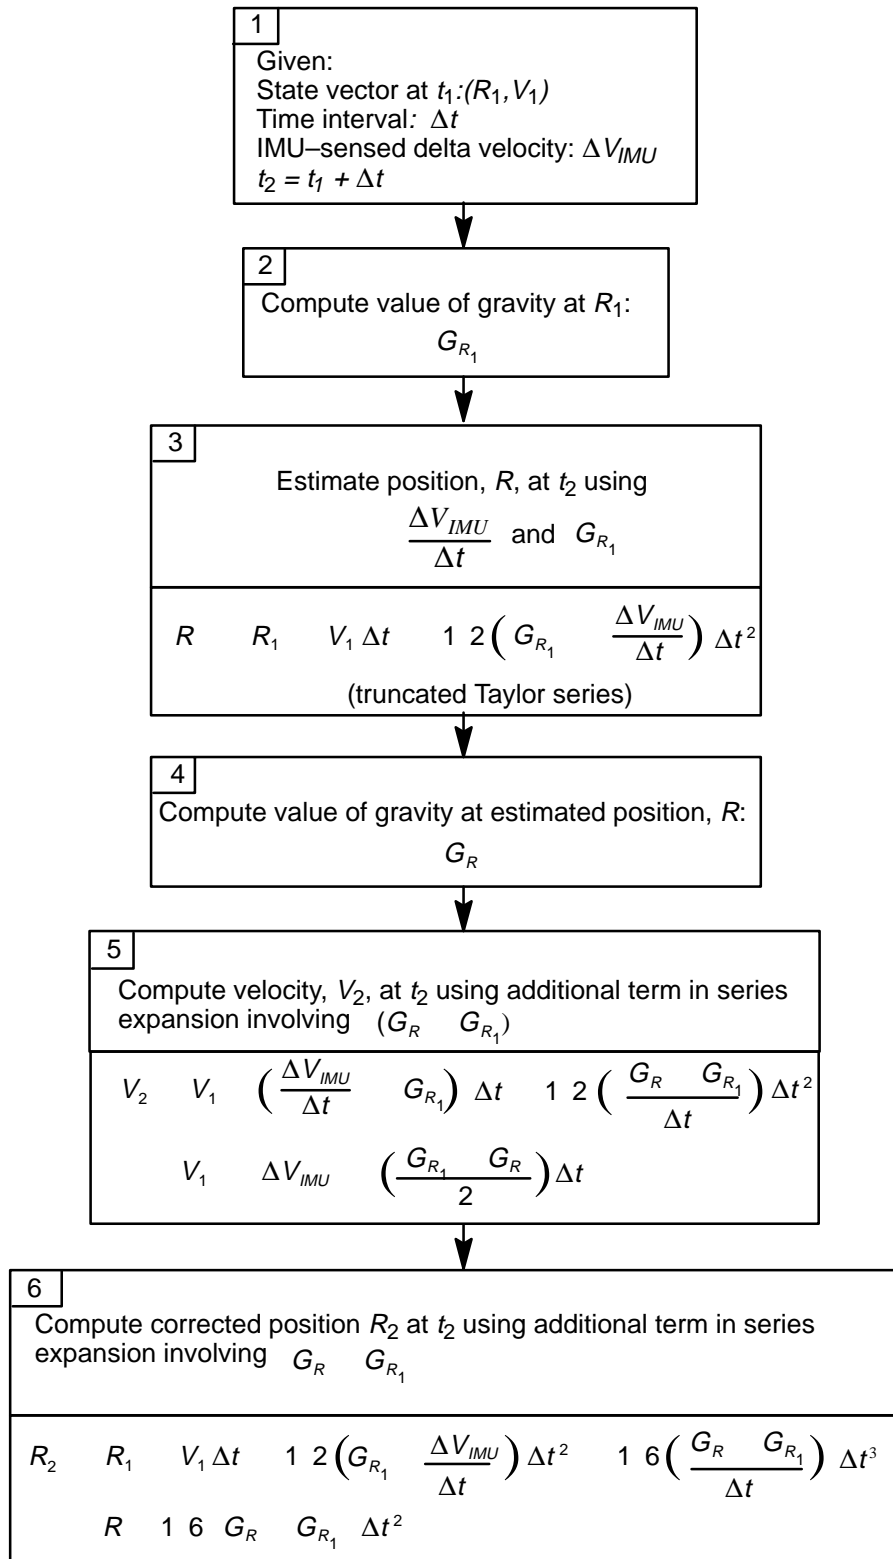 1
Given:
State vector at t1:(R1,V1)
Time interval: Δt
IMU–sensed delta velocity: ΔVIMU
t2 = t1 + Δt
2
Compute value of gravity at R1:
GR1
3
Estimate position, R, at t2 using
ΔVIMU/Δt and GR1
R R1 V1 Δt 1 2(GR1 ΔVIMU/Δt) Δt2
(truncated Taylor series)
4
Compute value of gravity at estimated position, R:
GR
5
Compute velocity, V2, at t2 using additional term in series
expansion involving (GR GR1)
V2 V1 (ΔVIMU/Δt GR1) Δt 1 2(GR GR1/Δt) Δt2
V1 ΔVIMU (GR1 GR/2) Δt
6
Compute corrected position R2 at t2 using additional term in series
expansion involving GR GR1
R2 R1 V1 Δt 1 2(GR1 ΔVIMU/Δt) Δt2 1 6(GR GR1/Δt) Δt3
R 1 6 GR GR1 Δt2